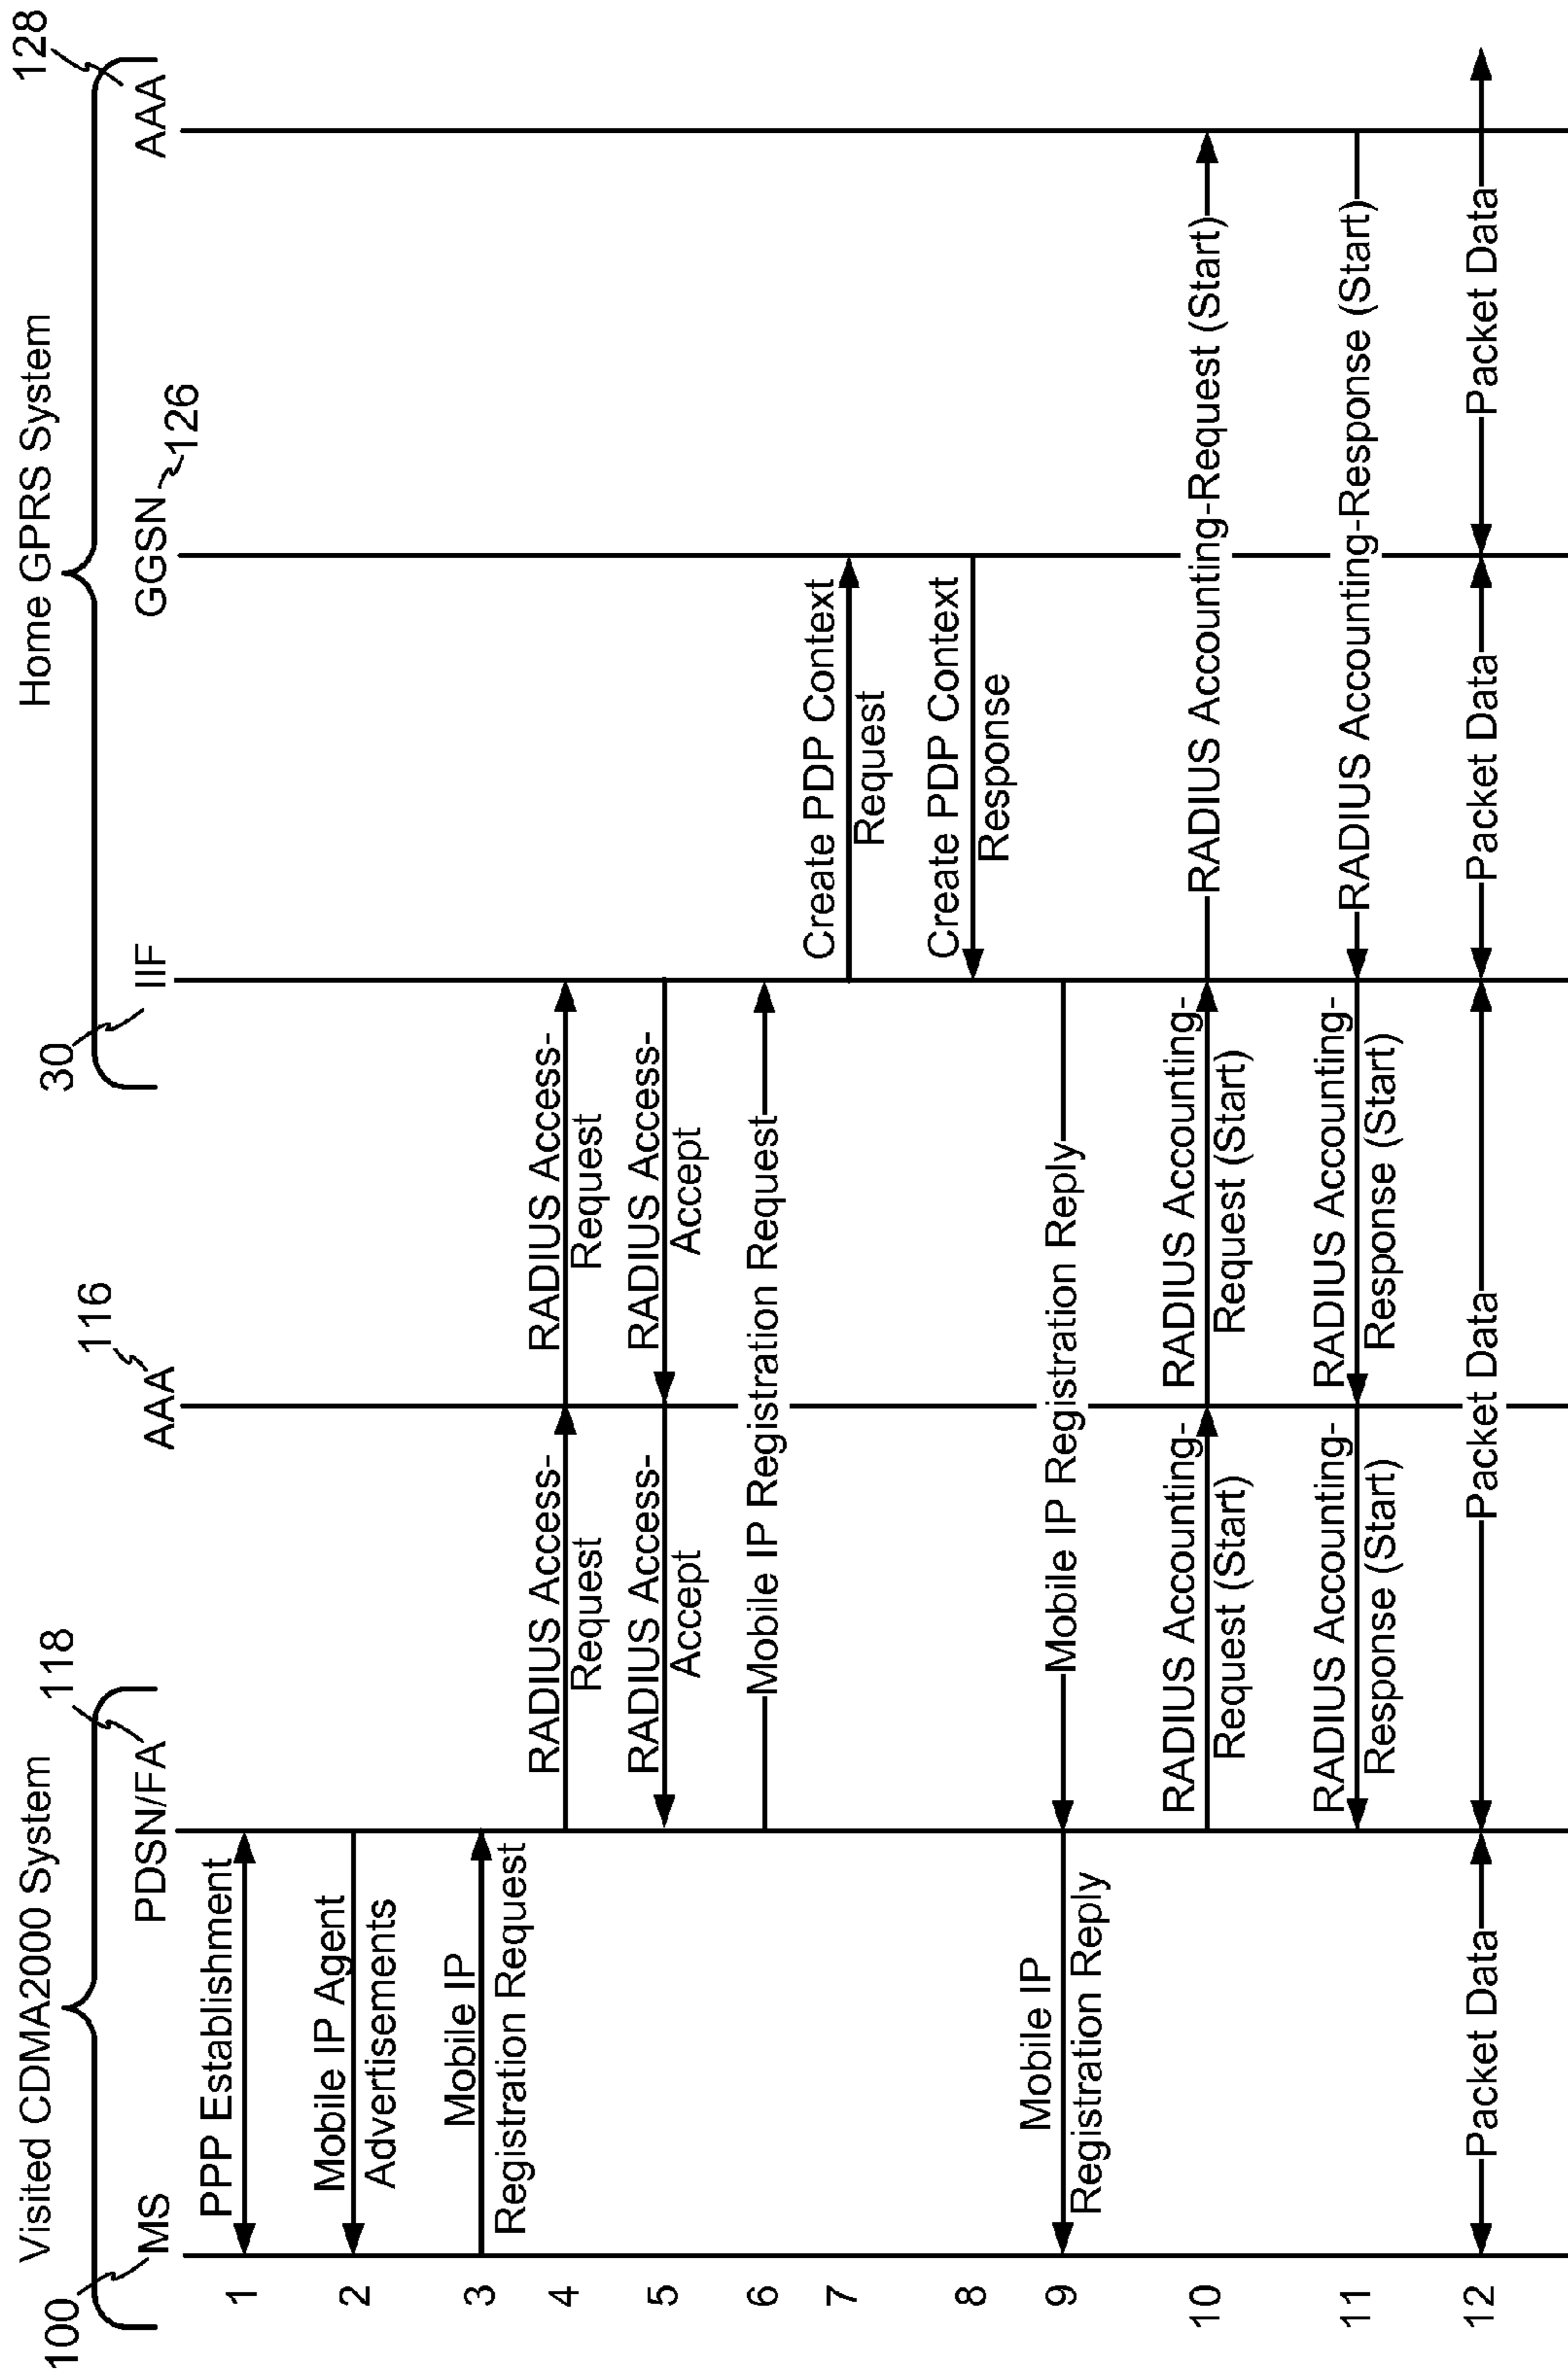 Visited CDMA2000 System
Home GPRS System
100
118
116
30
126
128
MS
PDSN/FA
AAA
IIF
GGSN
AAA
1
PPP Establishment
2
Mobile IP Agent
Advertisements
3
Mobile IP
Registration Request
4
RADIUS Access-
Request
RADIUS Access-
Request
5
RADIUS Access-
Accept
RADIUS Access-
Accept
6
Mobile IP Registration Request
7
Create PDP Context
Request
8
Create PDP Context
Response
9
Mobile IP
Registration Reply
Mobile IP Registration Reply
10
RADIUS Accounting-
Request (Start)
RADIUS Accounting-
Request (Start)
RADIUS Accounting-Request (Start)
11
RADIUS Accounting-
Response (Start)
RADIUS Accounting-
Response (Start)
RADIUS Accounting-Response (Start)
12
Packet Data
Packet Data
Packet Data
Packet Data